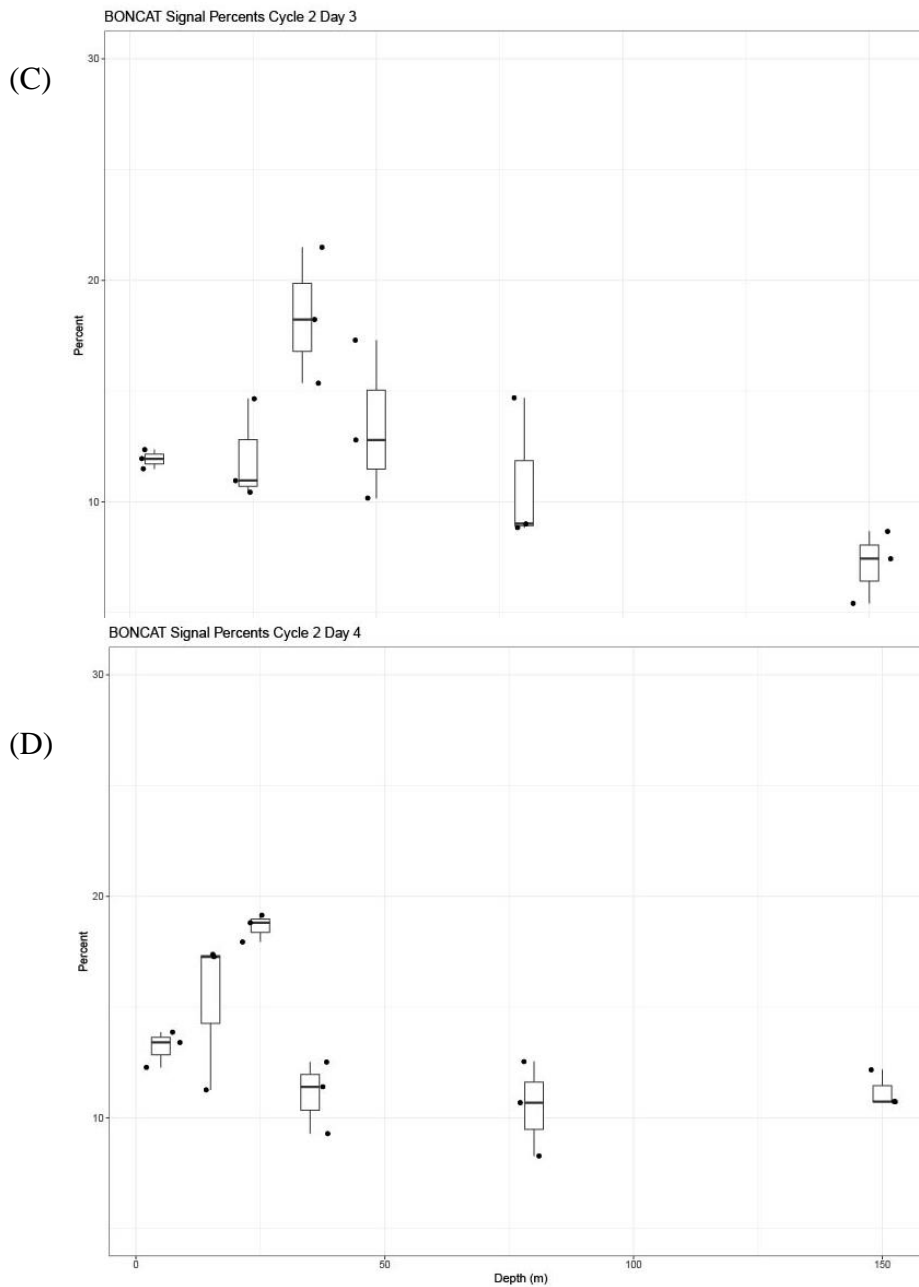 BONCAT Signal Percents Cycle 2 Day 3
(C)
30
20
Percent
10
BONCAT Signal Percents Cycle 2 Day 4
(D)
30
20
Percent
10
0
50
100
150
Depth (m)